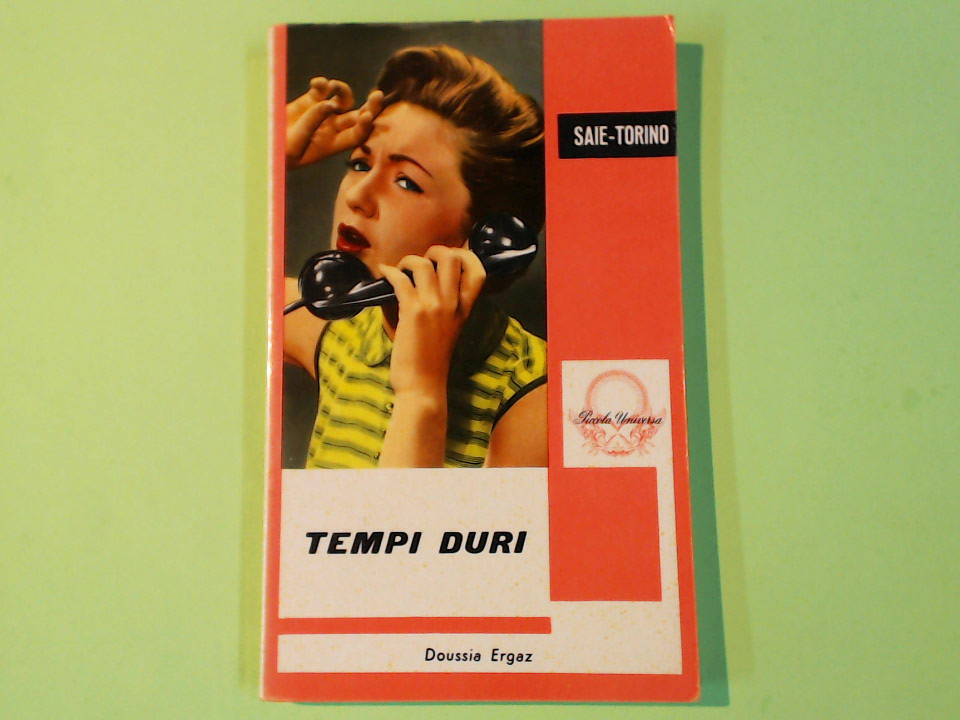 SAIE-TORINO
Piccola Universa
TEMPI DURI
Doussia Ergaz